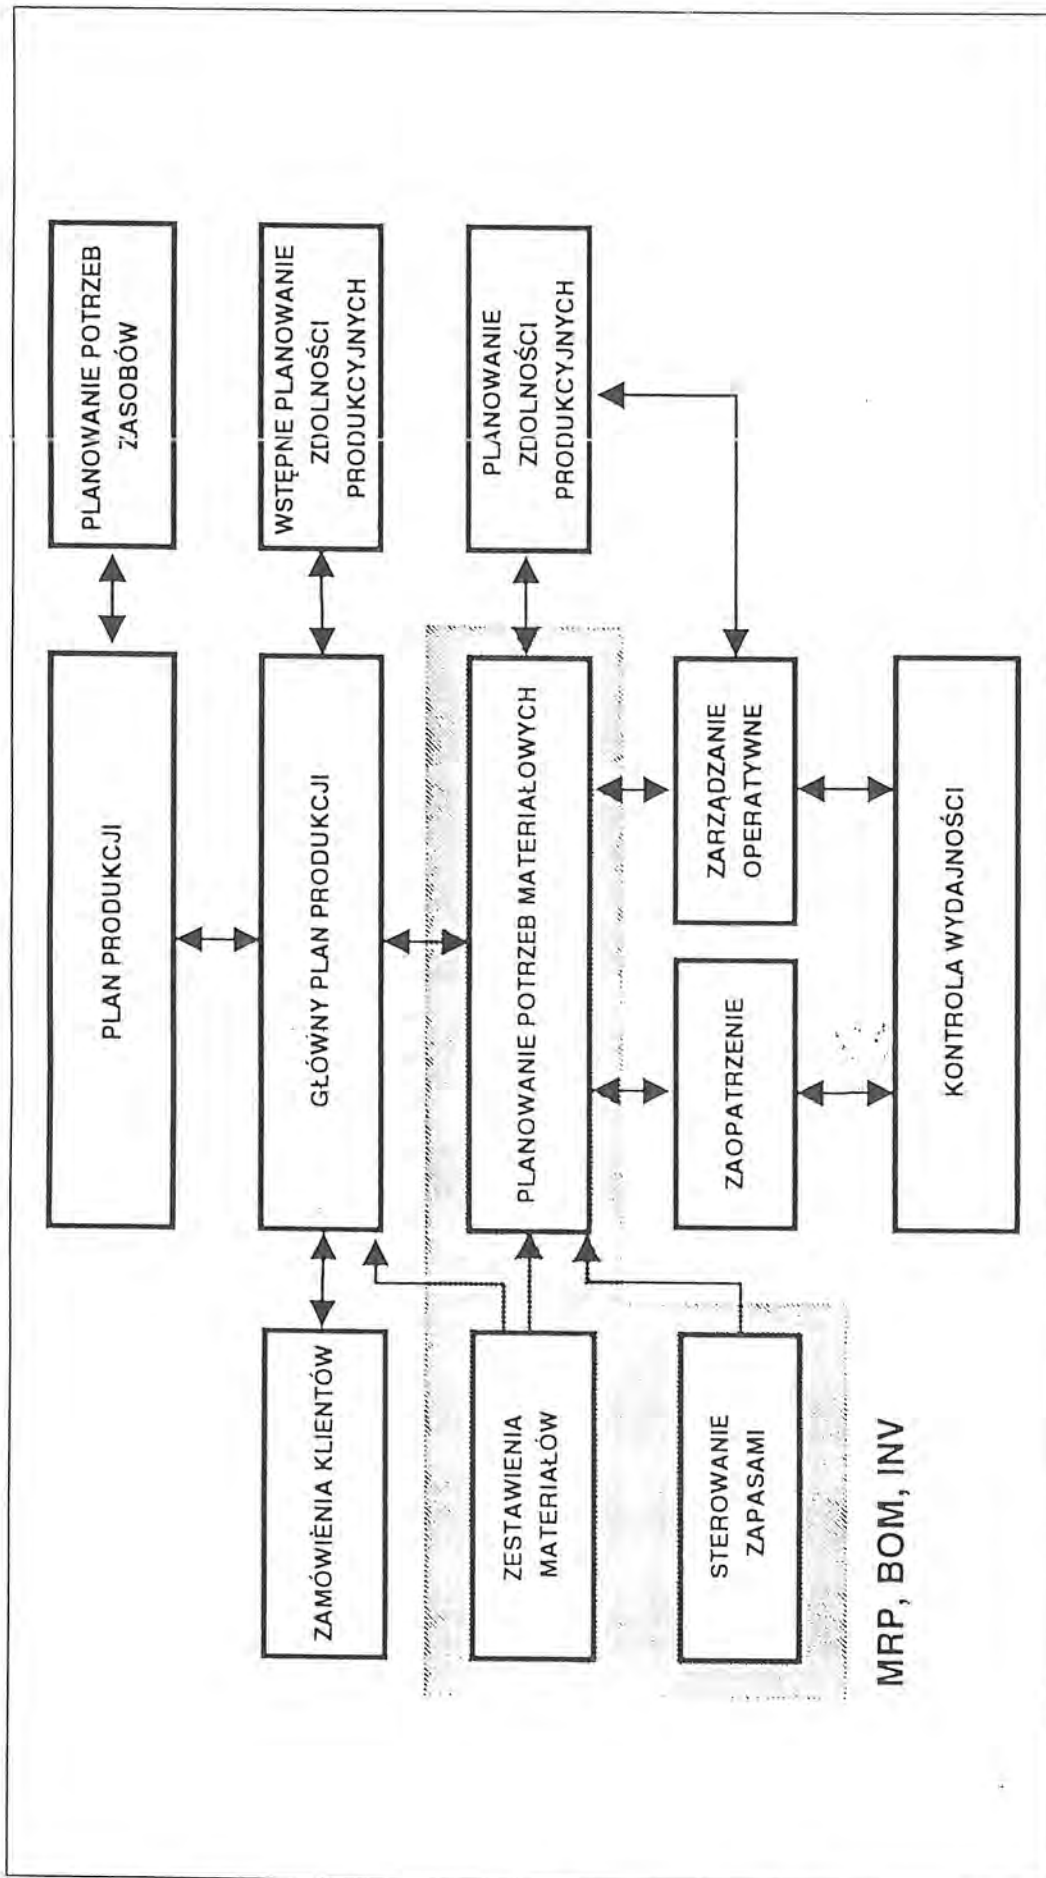 PLAN PRODUKCJI
PLANOWANIE POTRZEB
ZASOBÓW
ZAMÓWIENIA KLIENTÓW
GŁÓWNY PLAN PRODUKCJI
WSTĘPNE PLANOWANIE
ZDOLNOŚCI
PRODUKCYJNYCH
ZESTAWIENIA
MATERIAŁÓW
PLANOWANIE POTRZEB MATERIAŁOWYCH
PLANOWANIE
ZDOLNOŚCI
PRODUKCYJNYCH
STEROWANIE
ZAPASAMI
ZAOPATRZENIE
ZARZĄDZANIE
OPERATYWNE
MRP, BOM, INV
KONTROLA WYDAJNOŚCI